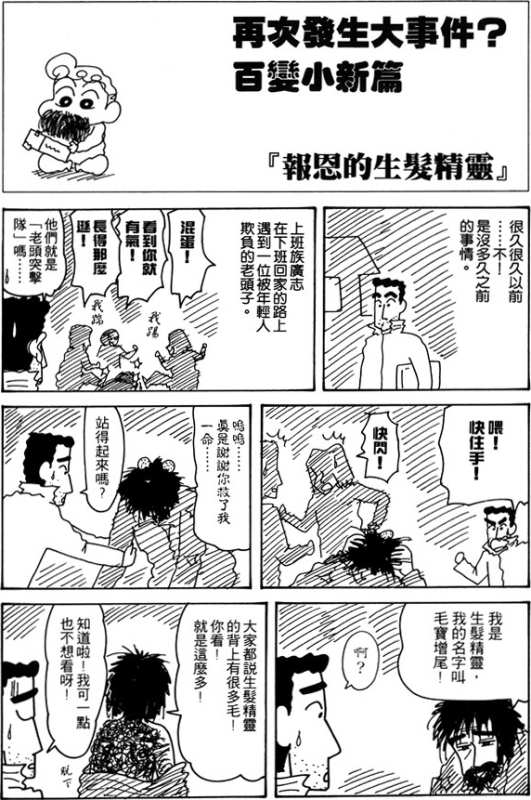 再次發生大事件？
百變小新篇
『報恩的生髮精靈』
很久很久以前
……不！
是沒多久之前
的事情。
上班族廣志
在下班回家的路上
遇到一位被年輕人
欺負的老頭子。
混蛋！
看到你就
有氣！
長得那麼
遜！
我踢
我踹
他們就是
「老頭突擊
隊」嗎……
喂！
快住手！
快閃！
嗚嗚……
真是謝謝你救了我
一命……
站得起來嗎？
我是
生髮精靈，
我的名字叫
毛寶增尾！
啊？
大家都説生髮精靈
的背上有很多毛！
你看！
就是這麼多！
脱下
知道啦！我可一點
也不想看呀！